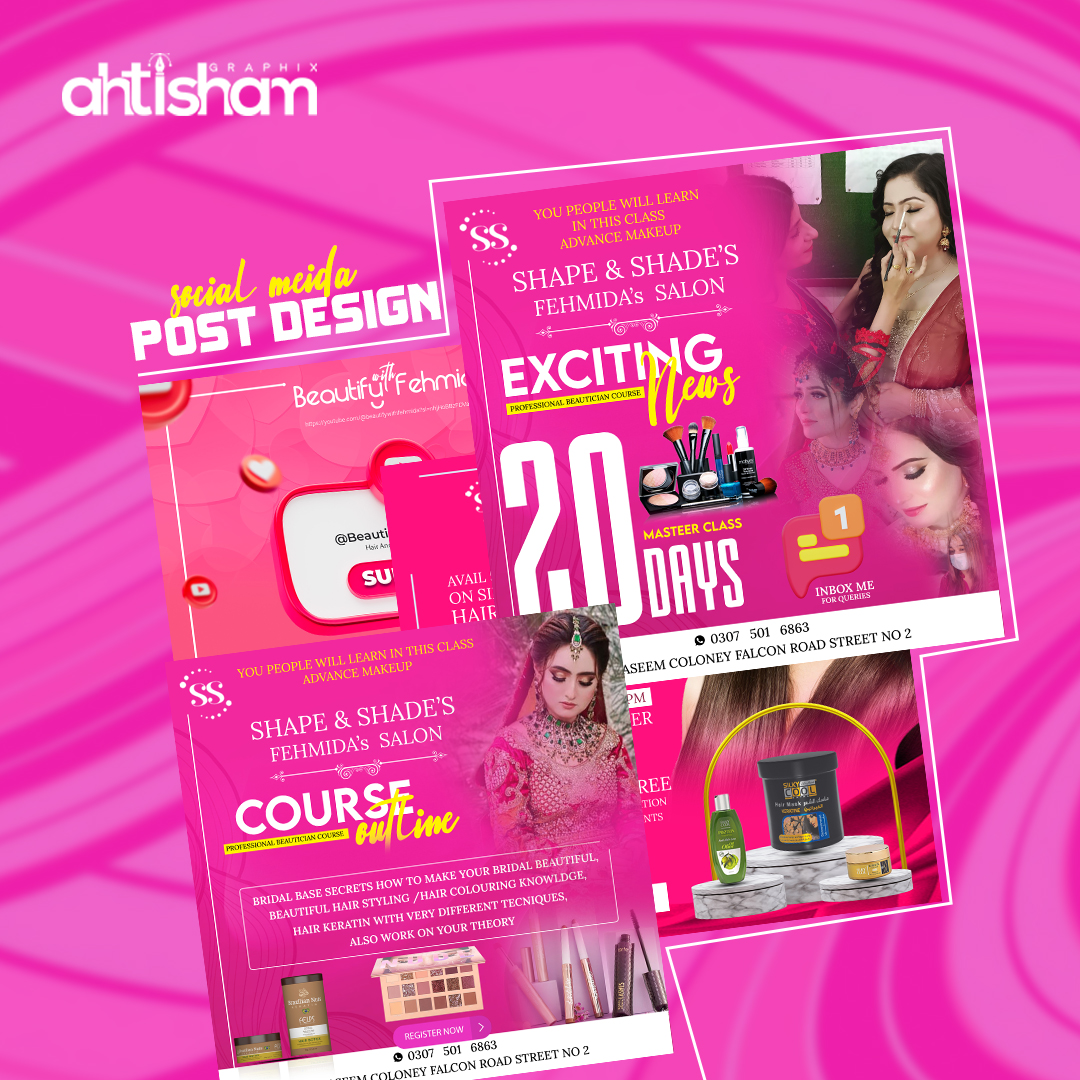 GRAPHIX
ahtisham
social meida
POST DESIGN
SS
YOU PEOPLE WILL LEARN
IN THIS CLASS
ADVANCE MAKEUP
SHAPE & SHADE'S
FEHMIDA's SALON
EXCITING
News
PROFESSIONAL BEAUTICIAN COURSE
20
MASTEER CLASS
DAYS
1
INBOX ME
FOR QUERIES
0307 501 6863
ASEEM COLONEY FALCON ROAD STREET NO 2
Beautify with Fehmi
@Beauti
Hair
SU
AVAIL
ON
HAIR
PM
ER
REE
TION
NTS
SILKY
COOL
Hair Mask
SS
YOU PEOPLE WILL LEARN IN THIS CLASS
ADVANCE MAKEUP
SHAPE & SHADE'S
FEHMIDA's SALON
COURSE
outline
PROFESSIONAL BEAUTICIAN COURSE
BRIDAL BASE SECRETS HOW TO MAKE YOUR BRIDAL BEAUTIFUL,
BEAUTIFUL HAIR STYLING /HAIR COLOURING KNOWLDGE,
HAIR KERATIN WITH VERY DIFFERENT TECNIQUES,
ALSO WORK ON YOUR THEORY
Brazilian Nuts
REGISTER NOW
0307 501 6863
ASEEM COLONEY FALCON ROAD STREET NO 2